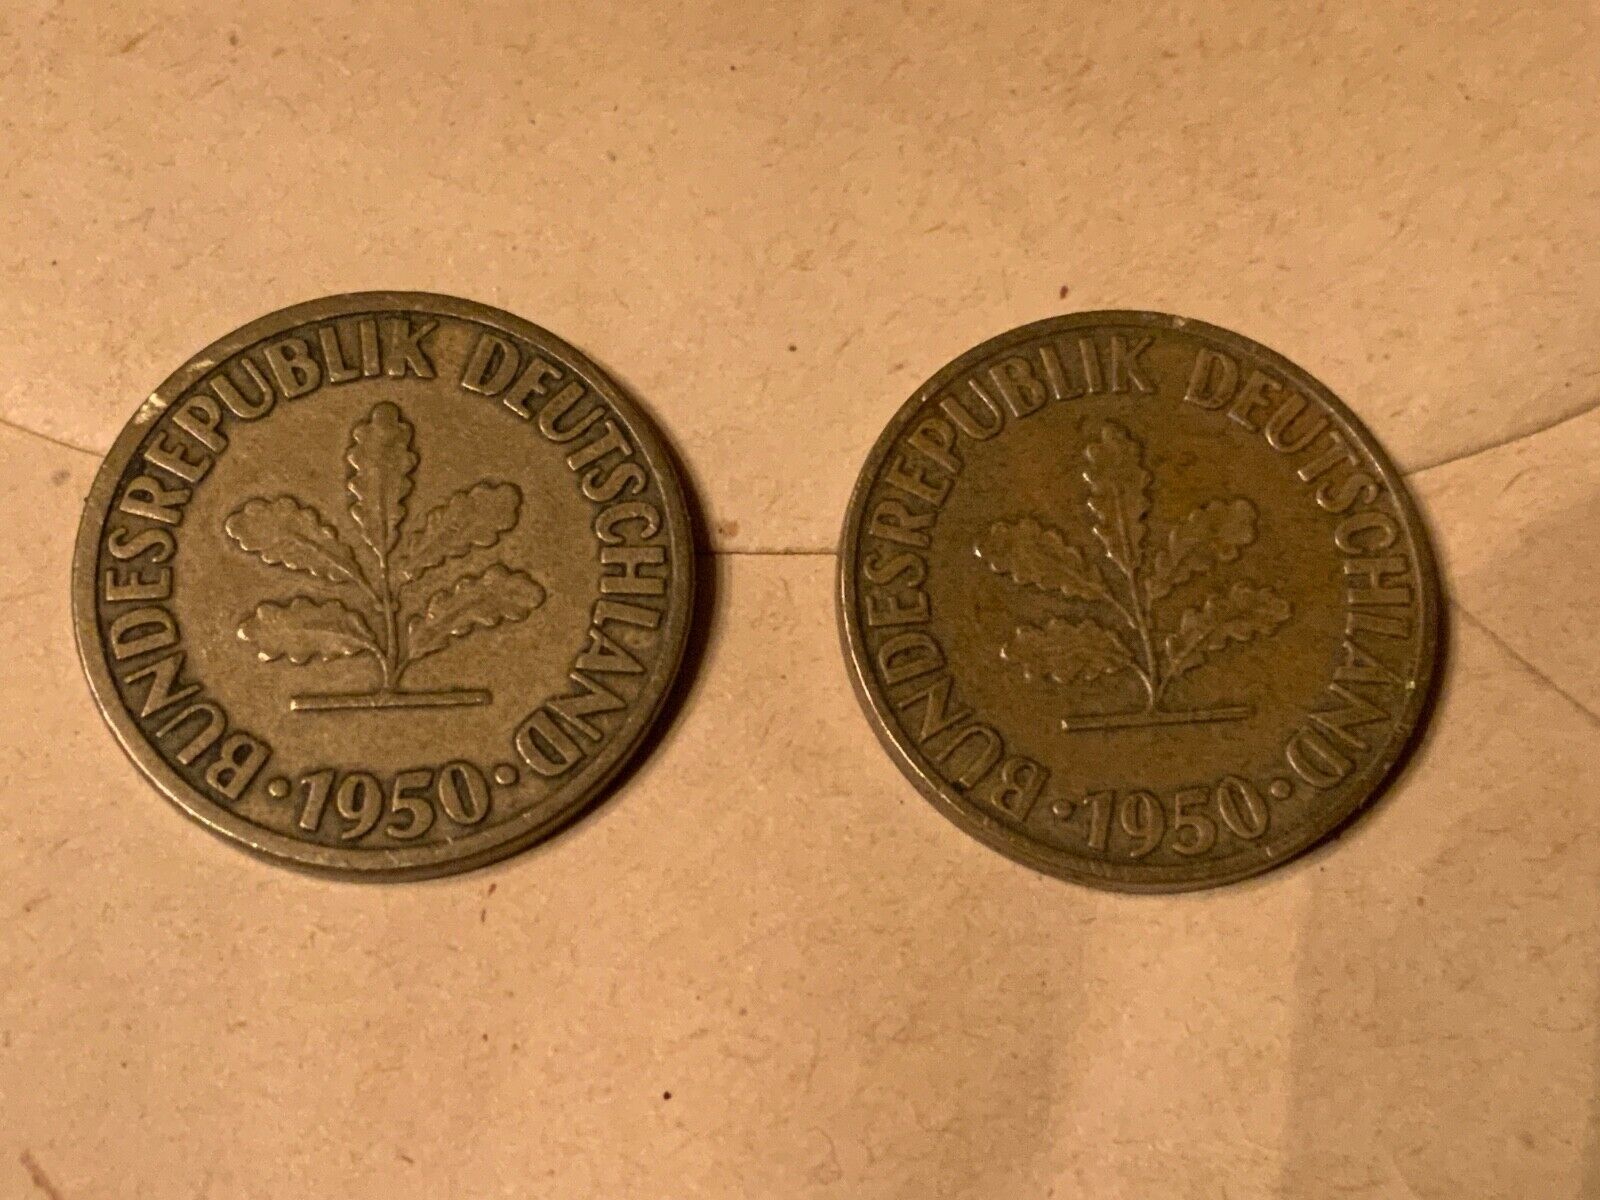 BUNDESREPUBLIK DEUTSCHLAND
· 1950 ·
BUNDESREPUBLIK DEUTSCHLAND
· 1950 ·